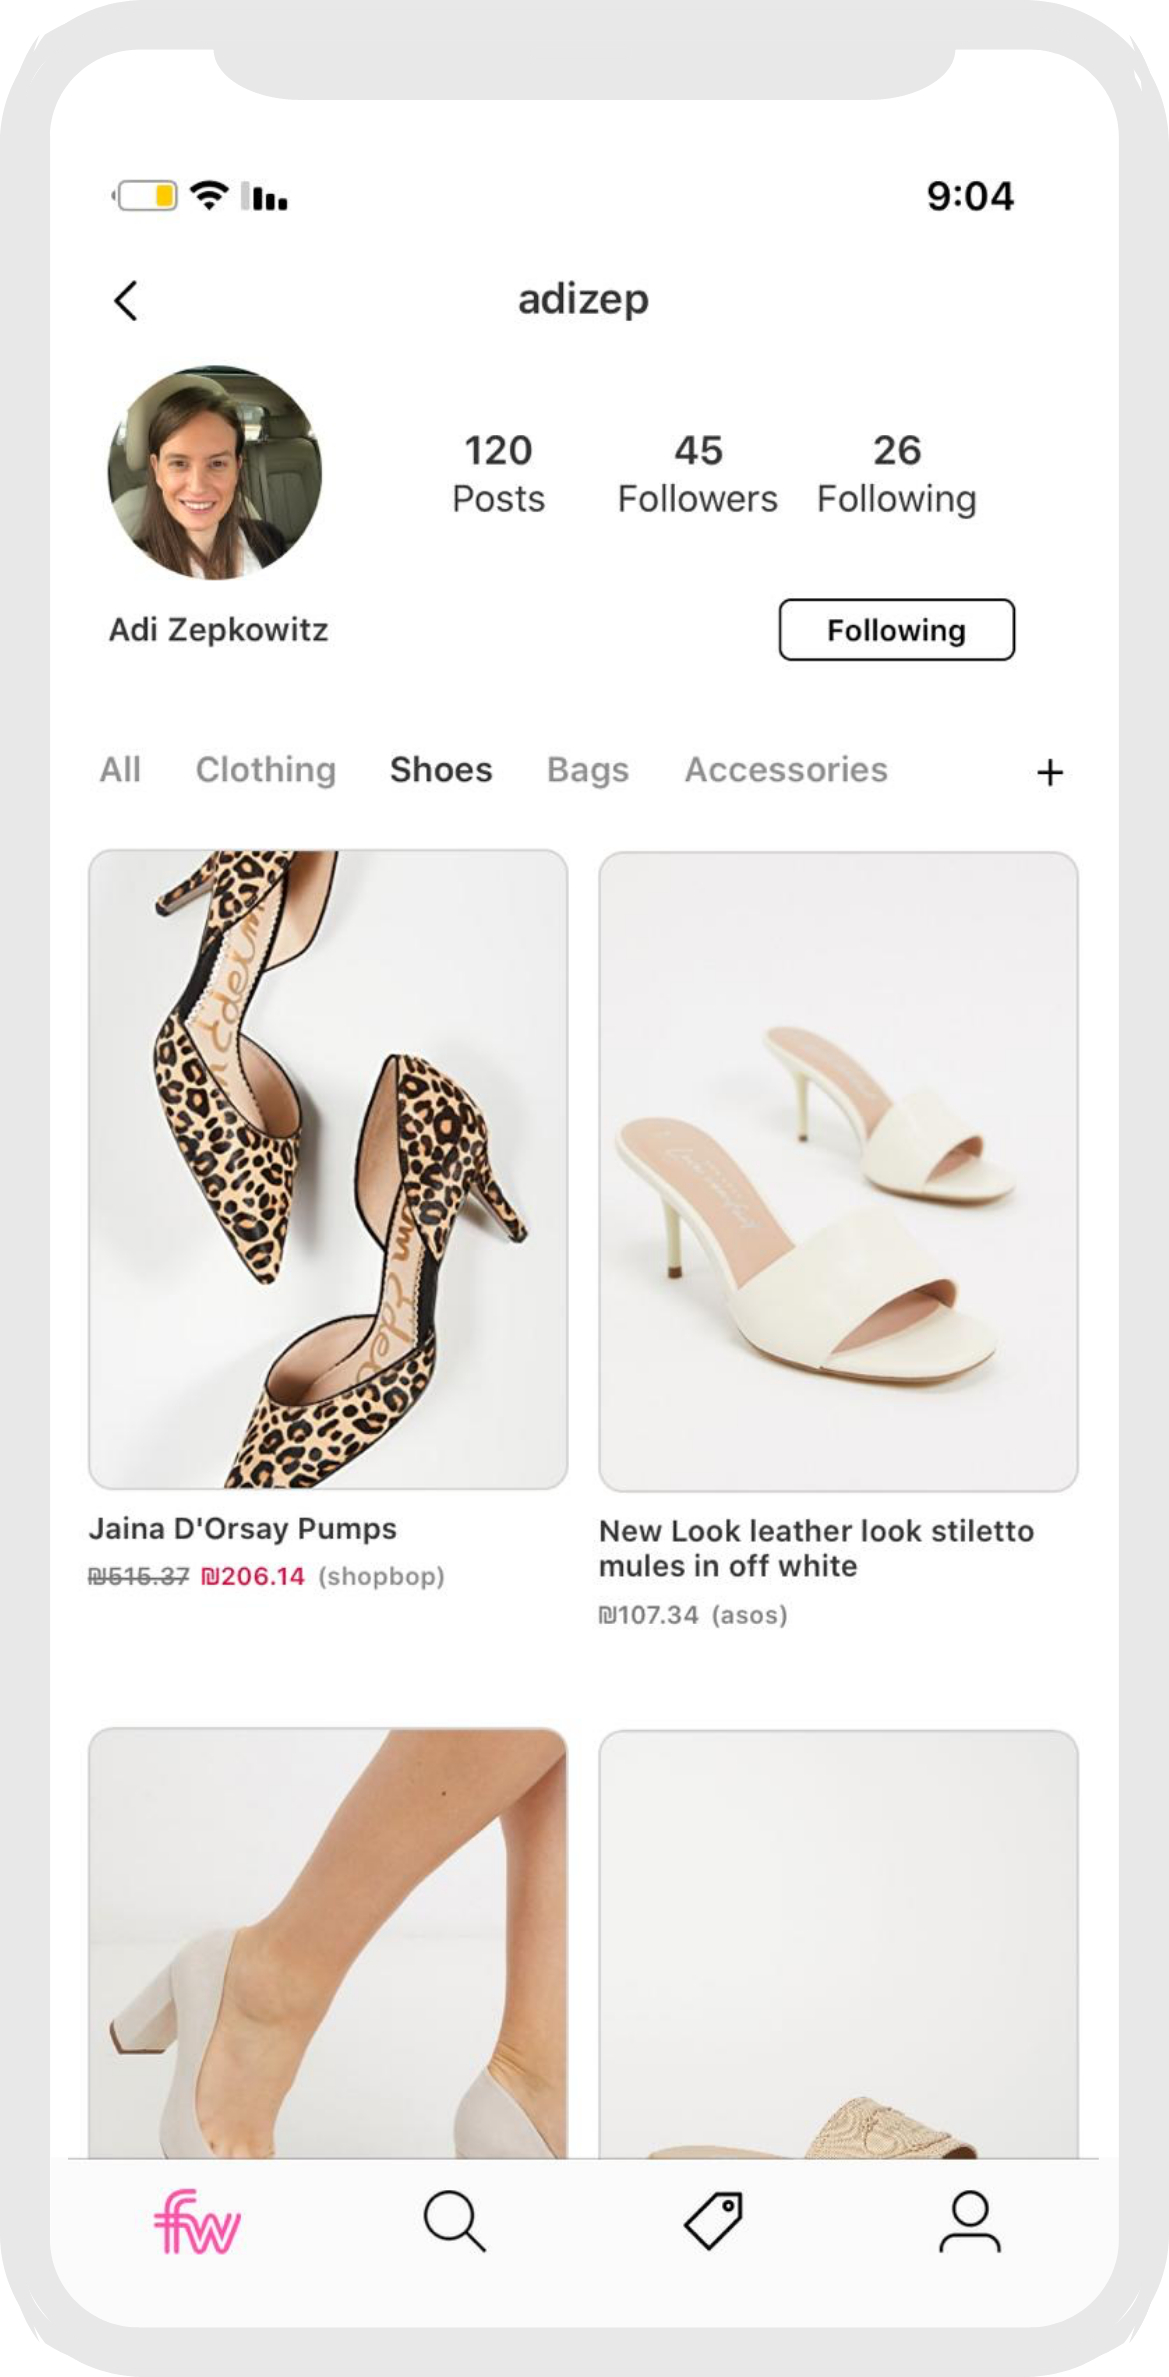 9:04
adizep
120
45
26
Posts
Followers
Following
Adi Zepkowitz
Following
All Clothing Shoes Bags Accessories +
Jaina D'Orsay Pumps
₪515.37 ₪206.14 (shopbop)
New Look leather look stiletto
mules in off white
₪107.34 (asos)
fw